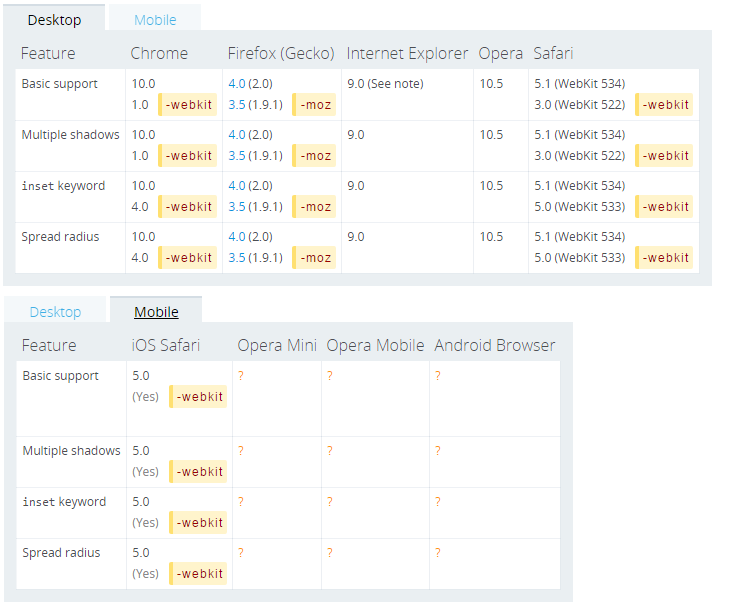 Desktop Mobile
Feature Chrome Firefox (Gecko) Internet Explorer Opera Safari
Basic support 10.0 4.0 (2.0) 9.0 (See note) 10.5 5.1 (WebKit 534)
1.0 -webkit 3.5 (1.9.1) -moz 3.0 (WebKit 522) -webkit
Multiple shadows 10.0 4.0 (2.0) 9.0 10.5 5.1 (WebKit 534)
1.0 -webkit 3.5 (1.9.1) -moz 3.0 (WebKit 522) -webkit
inset keyword 10.0 4.0 (2.0) 9.0 10.5 5.1 (WebKit 534)
4.0 -webkit 3.5 (1.9.1) -moz 5.0 (WebKit 533) -webkit
Spread radius 10.0 4.0 (2.0) 9.0 10.5 5.1 (WebKit 534)
4.0 -webkit 3.5 (1.9.1) -moz 5.0 (WebKit 533) -webkit
Desktop Mobile
Feature iOS Safari Opera Mini Opera Mobile Android Browser
Basic support 5.0 ? ? ?
(Yes) -webkit
Multiple shadows 5.0 ? ? ?
(Yes) -webkit
inset keyword 5.0 ? ? ?
(Yes) -webkit
Spread radius 5.0 ? ? ?
(Yes) -webkit